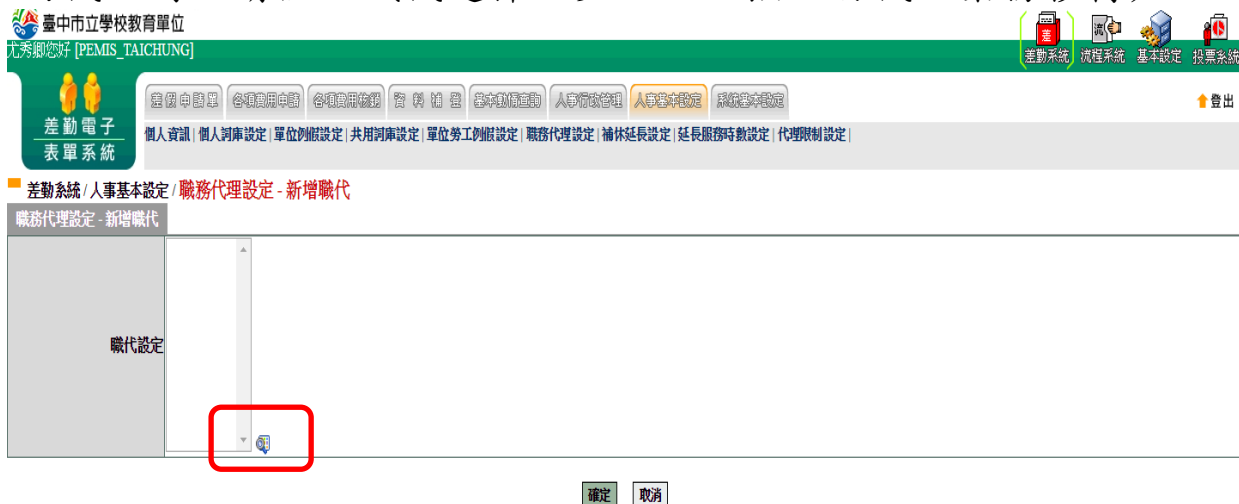 臺中市立學校教育單位
尤秀卿您好 [PEMIS_TAICHUNG]
差勤系統 流程系統 基本設定 投票系統
差勤電子
表單系統
差假申請單 各項費用申請 各項費用核銷 資料補登 基本勤惰查詢 人事行政管理 人事基本設定 系統基本設定
登出
個人資訊 | 個人詞庫設定 | 單位例假設定 | 共用詞庫設定 | 單位勞工例假設定 | 職務代理設定 | 補休延長設定 | 延長服務時數設定 | 代理限制設定 |
差勤系統 / 人事基本設定 / 職務代理設定 - 新增職代
職務代理設定 - 新增職代
職代設定
確定 取消